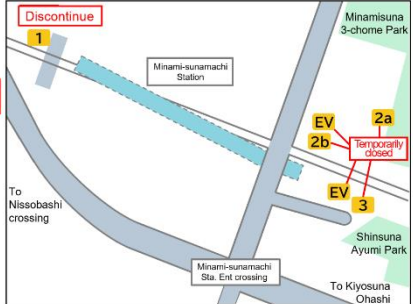 Discontinue
1
Minamisuna
3-chome Park
Minami-sunamachi
Station
2a
EV
2b
Temporarily
closed
EV
3
To
Nissobashi
crossing
Shinsuna
Ayumi Park
Minami-sunamachi
Sta. Ent crossing
To Kiyosuna
Ohashi